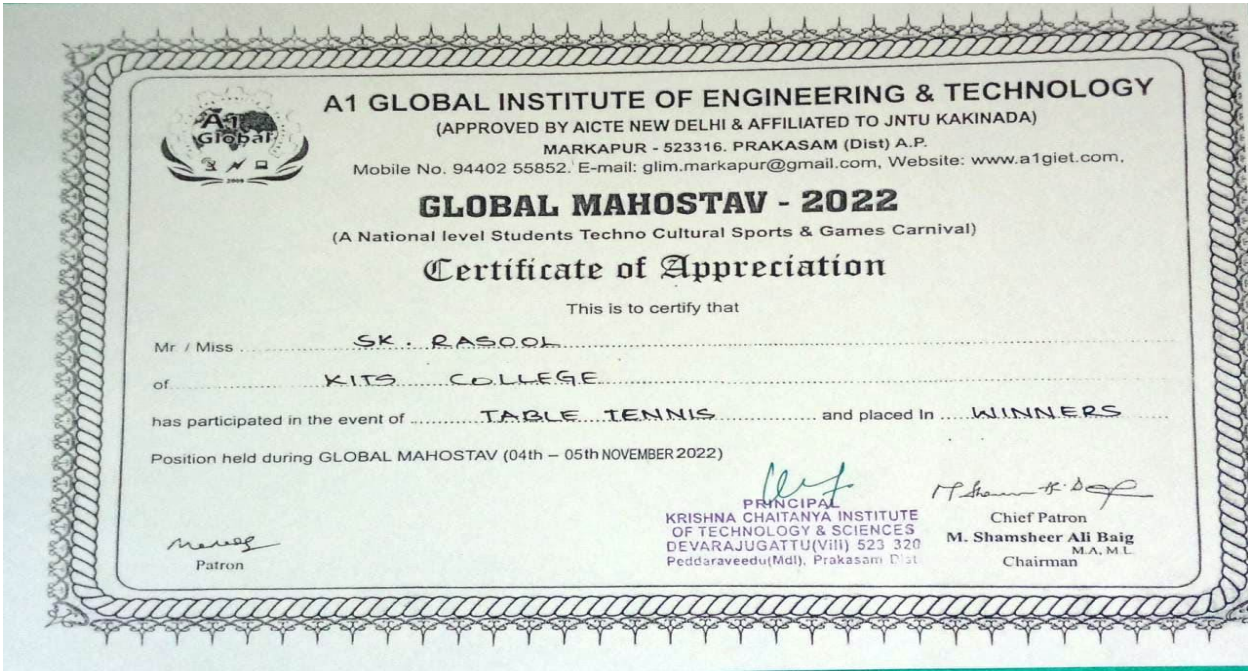 A1 Global
2008
A1 GLOBAL INSTITUTE OF ENGINEERING & TECHNOLOGY
(APPROVED BY AICTE NEW DELHI & AFFILIATED TO JNTU KAKINADA)
MARKAPUR - 523316. PRAKASAM (Dist) A.P.
Mobile No. 94402 55852. E-mail: glim.markapur@gmail.com, Website: www.a1giet.com,
GLOBAL MAHOSTAV - 2022
(A National level Students Techno Cultural Sports & Games Carnival)
Certificate of Appreciation
This is to certify that
Mr / Miss SK. RASOOL
of KITS COLLEGE
has participated in the event of TABLE TENNIS and placed In WINNERS
Position held during GLOBAL MAHOSTAV (04th – 05th NOVEMBER 2022)
Patron
PRINCIPAL
KRISHNA CHAITANYA INSTITUTE
OF TECHNOLOGY & SCIENCES
DEVARAJUGATTU(Vill) 523 320
Peddaraveedu(Mdl), Prakasam Dist
Chief Patron
M. Shamsheer Ali Baig
M.A, M.L.
Chairman